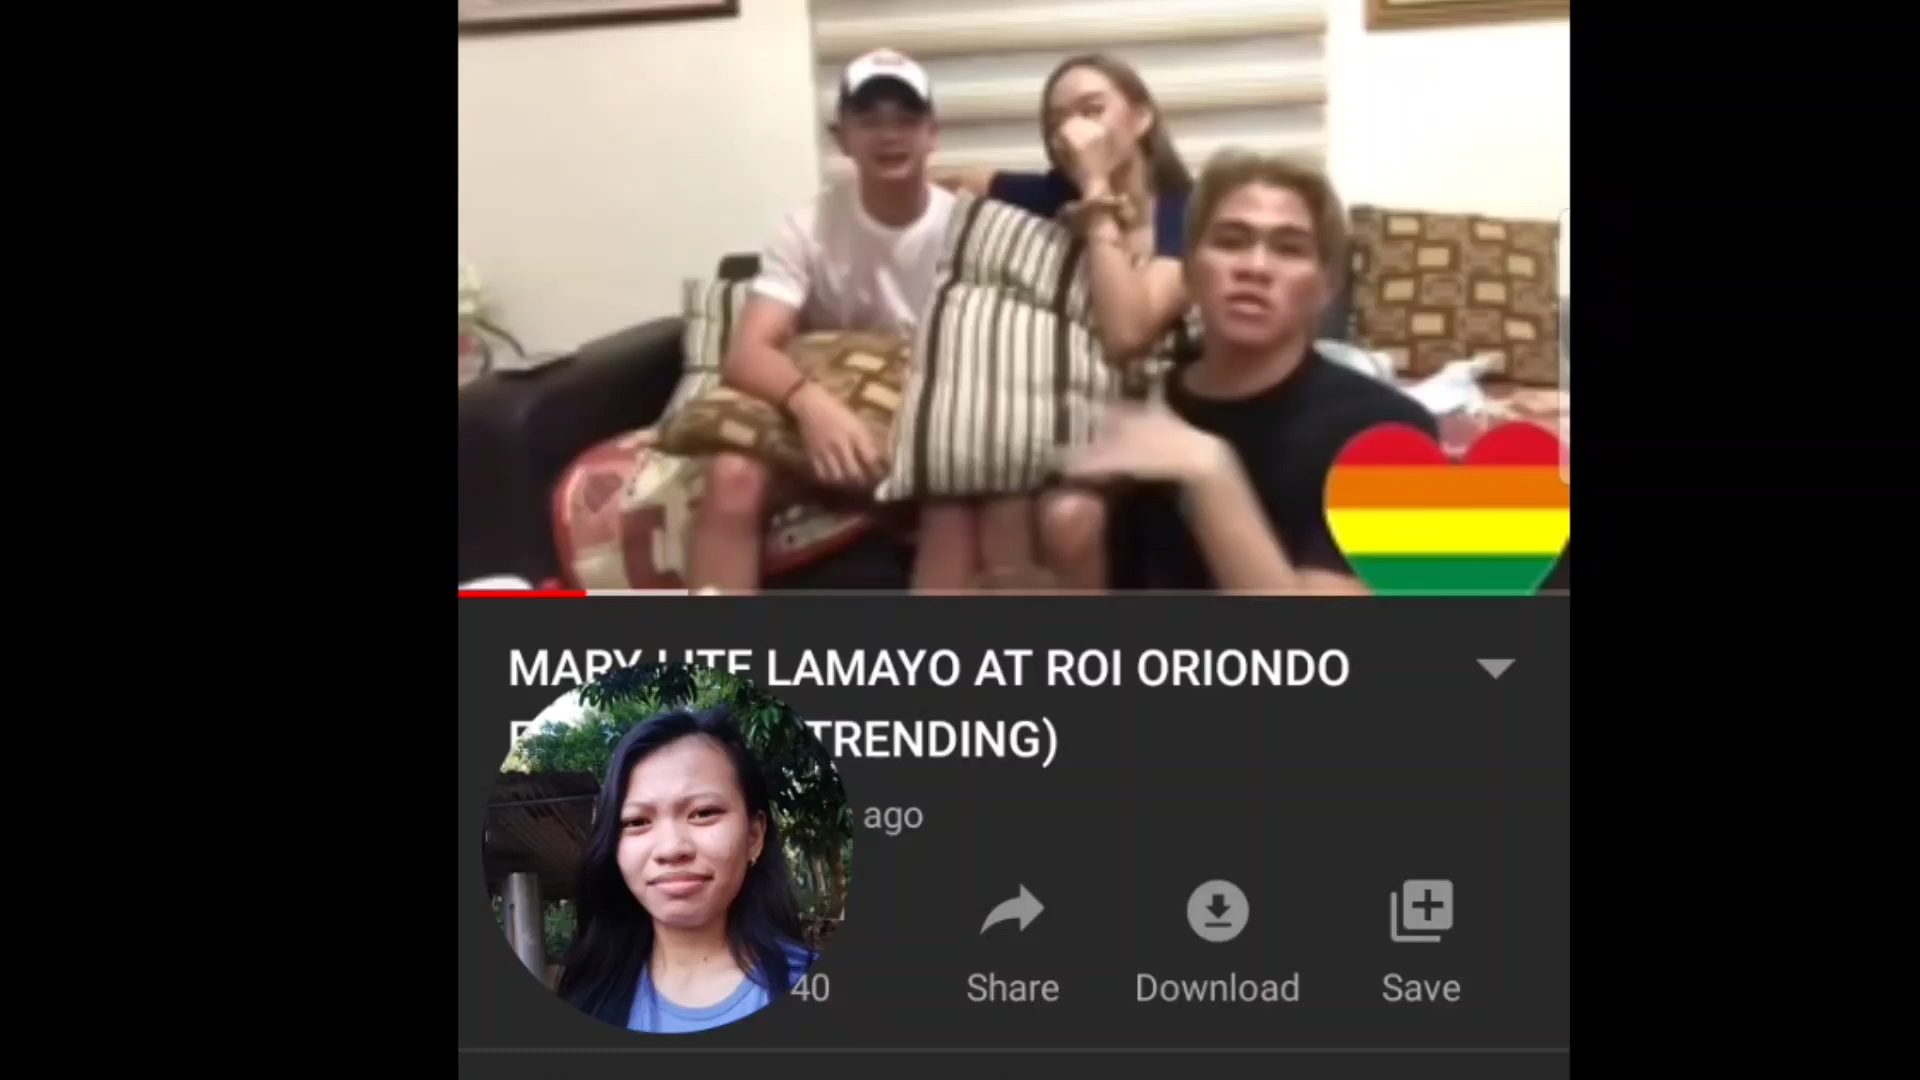 LAMAYO AT ROI ORIONDO
TRENDING)
ago
40
Share
Download
Save